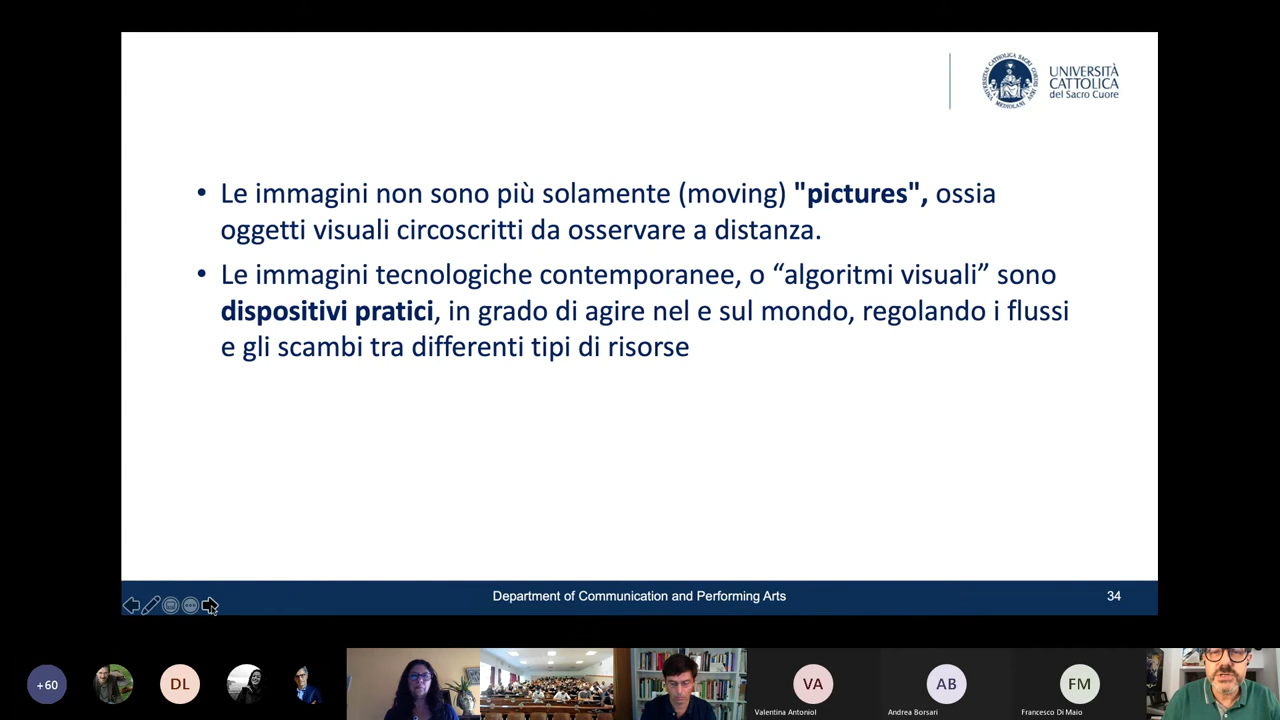 UNIVERSITÀ
CATTOLICA
del Sacro Cuore
• Le immagini non sono più solamente (moving) "pictures", ossia
oggetti visuali circoscritti da osservare a distanza.
• Le immagini tecnologiche contemporanee, o “algoritmi visuali” sono
dispositivi pratici, in grado di agire nel e sul mondo, regolando i flussi
e gli scambi tra differenti tipi di risorse
Department of Communication and Performing Arts
34
+60
DL
VA
AB
FM
Valentina Antoniol
Andrea Borsari
Francesco Di Maio